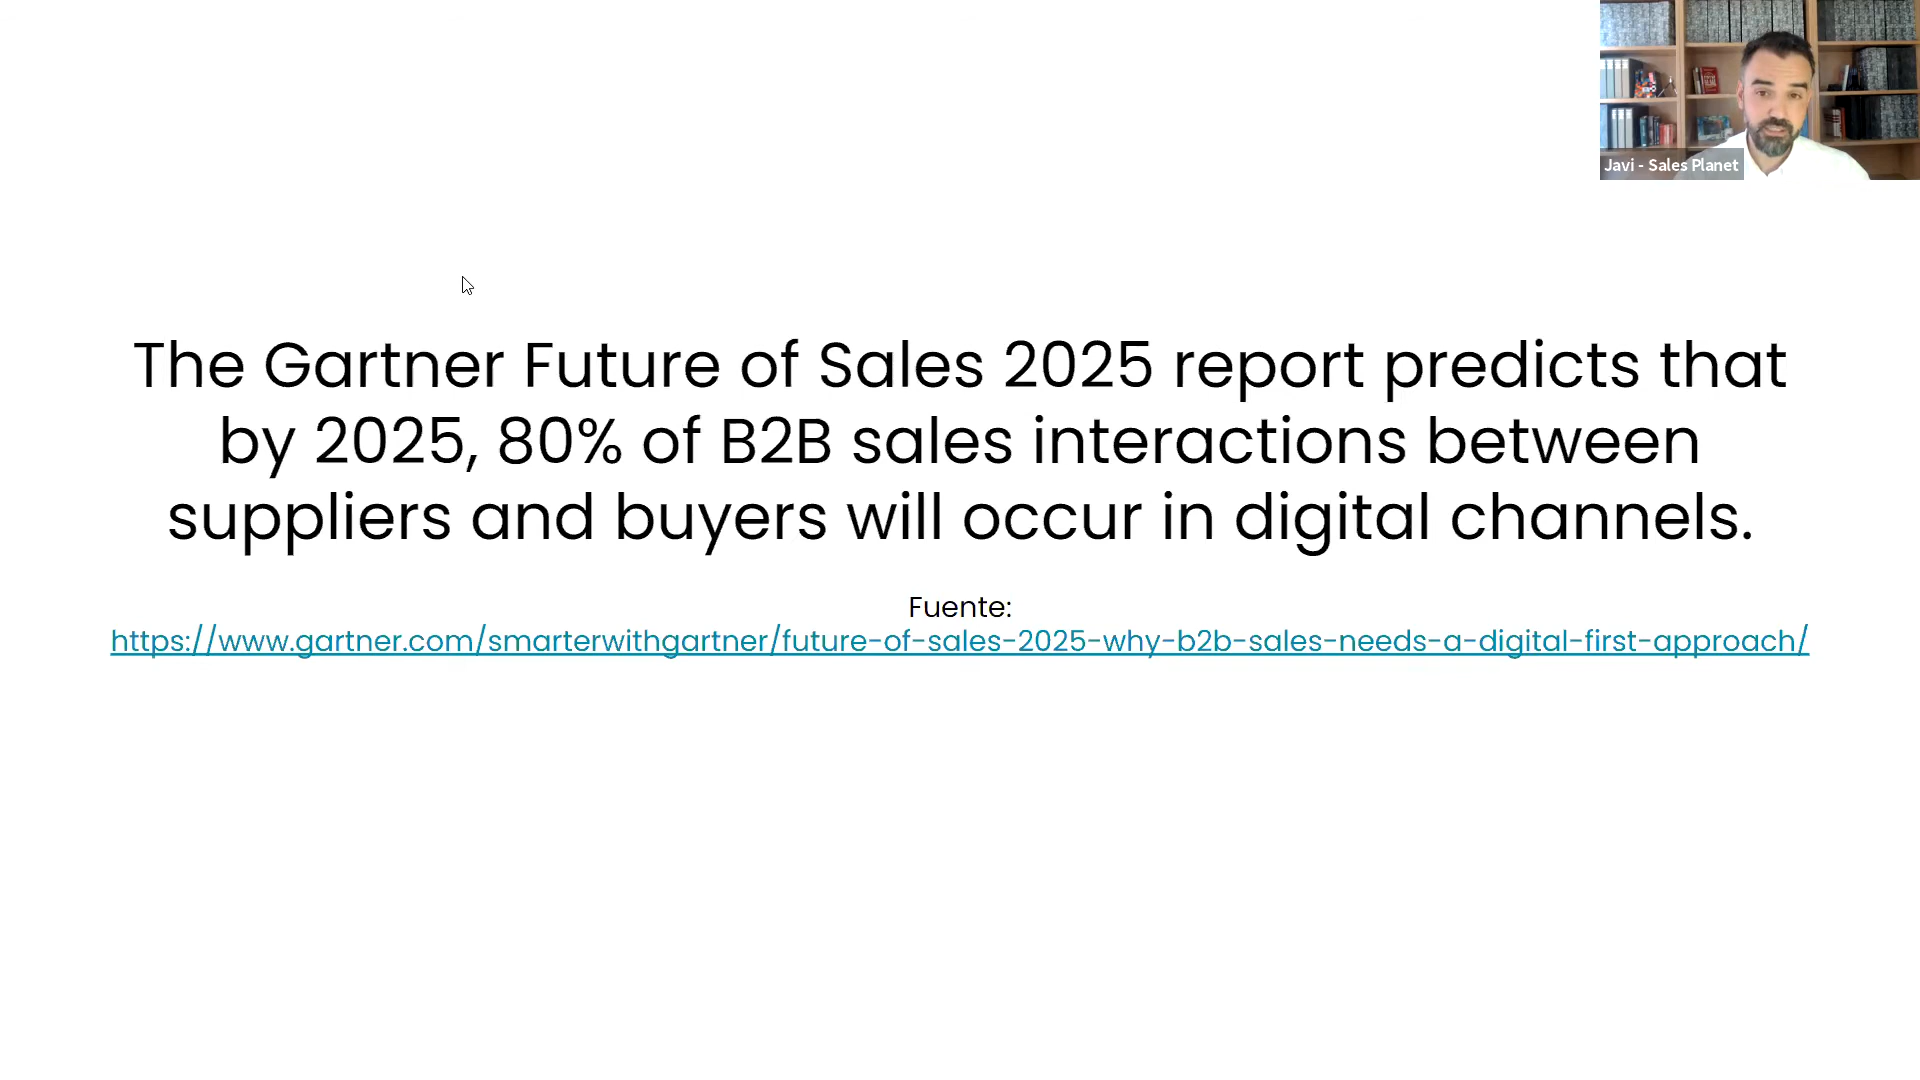 Javi - Sales Planet
The Gartner Future of Sales 2025 report predicts that
by 2025, 80% of B2B sales interactions between
suppliers and buyers will occur in digital channels.
Fuente:
https://www.gartner.com/smarterwithgartner/future-of-sales-2025-why-b2b-sales-needs-a-digital-first-approach/